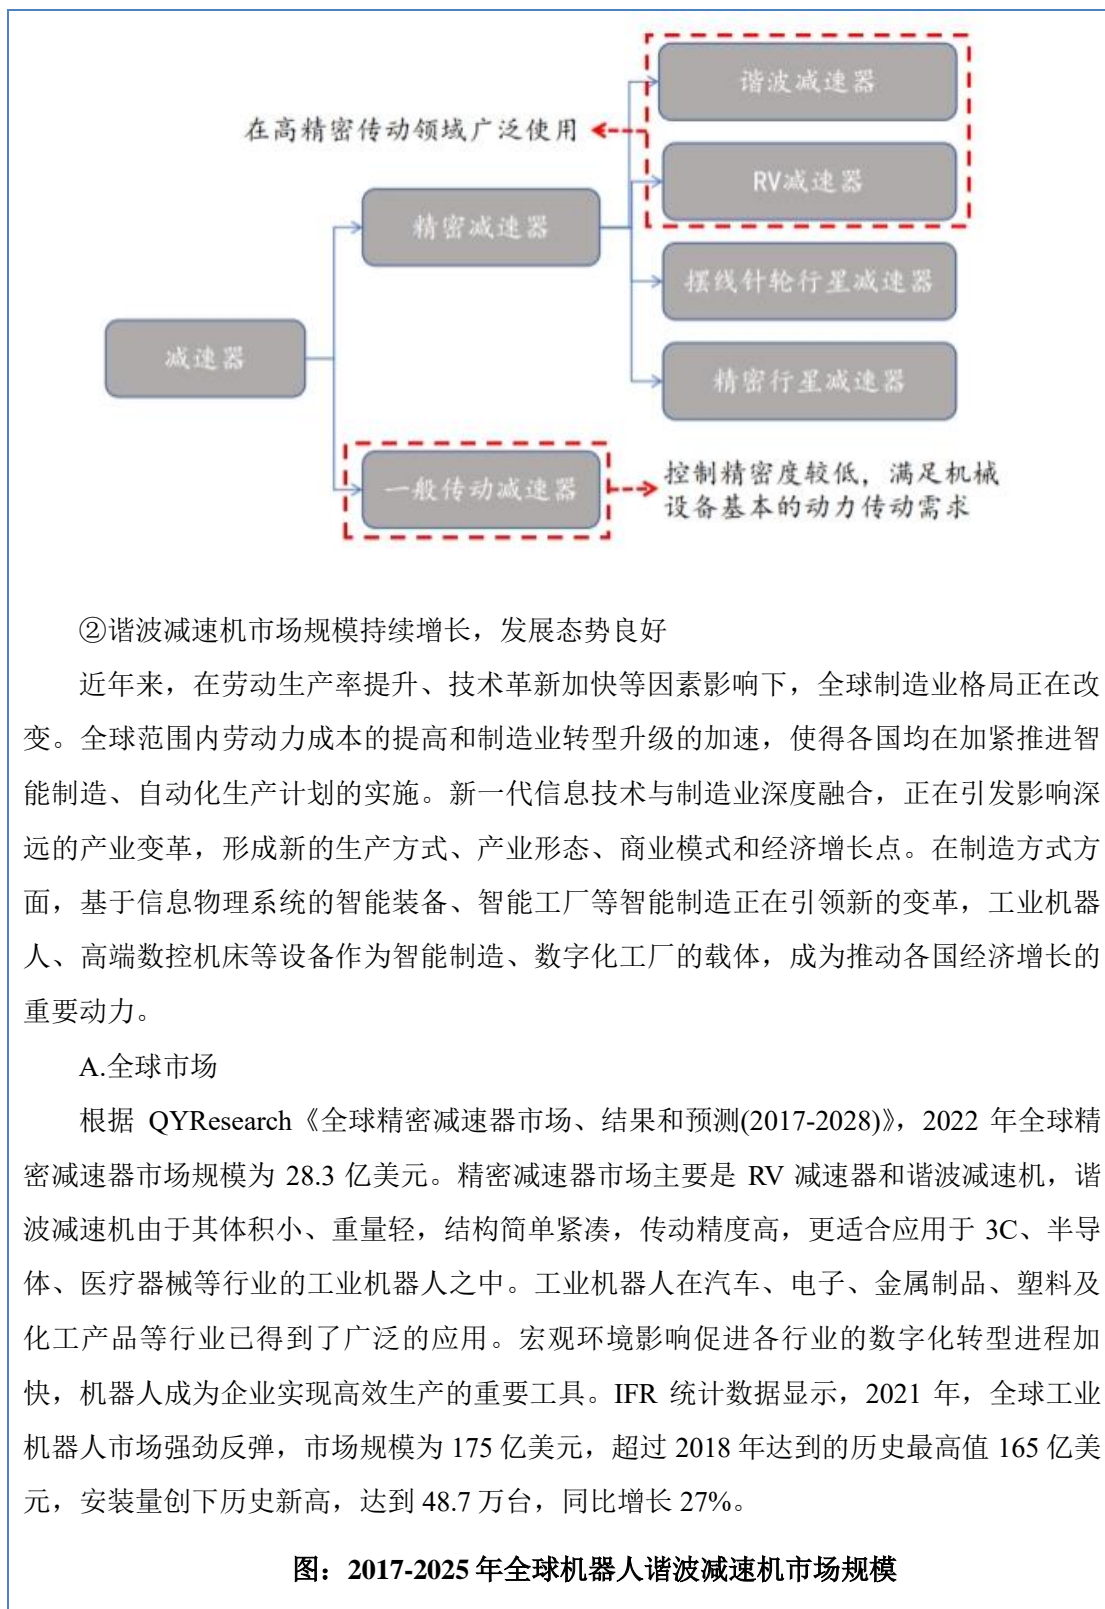 谐波减速器
在高精密传动领域广泛使用
RV减速器
精密减速器
摆线针轮行星减速器
减速器
精密行星减速器
一般传动减速器
控制精密度较低，满足机械
设备基本的动力传动需求
②谐波减速机市场规模持续增长，发展态势良好
近年来，在劳动生产率提升、技术革新加快等因素影响下，全球制造业格局正在改
变。全球范围内劳动力成本的提高和制造业转型升级的加速，使得各国均在加紧推进智
能制造、自动化生产计划的实施。新一代信息技术与制造业深度融合，正在引发影响深
远的产业变革，形成新的生产方式、产业形态、商业模式和经济增长点。在制造方式方
面，基于信息物理系统的智能装备、智能工厂等智能制造正在引领新的变革，工业机器
人、高端数控机床等设备作为智能制造、数字化工厂的载体，成为推动各国经济增长的
重要动力。
A.全球市场
根据 QYResearch《全球精密减速器市场、结果和预测(2017-2028)》，2022 年全球精
密减速器市场规模为 28.3 亿美元。精密减速器市场主要是 RV 减速器和谐波减速机，谐
波减速机由于其体积小、重量轻，结构简单紧凑，传动精度高，更适合应用于 3C、半导
体、医疗器械等行业的工业机器人之中。工业机器人在汽车、电子、金属制品、塑料及
化工产品等行业已得到了广泛的应用。宏观环境影响促进各行业的数字化转型进程加
快，机器人成为企业实现高效生产的重要工具。IFR 统计数据显示，2021 年，全球工业
机器人市场强劲反弹，市场规模为 175 亿美元，超过 2018 年达到的历史最高值 165 亿美
元，安装量创下历史新高，达到 48.7 万台，同比增长 27%。
图：2017-2025 年全球机器人谐波减速机市场规模